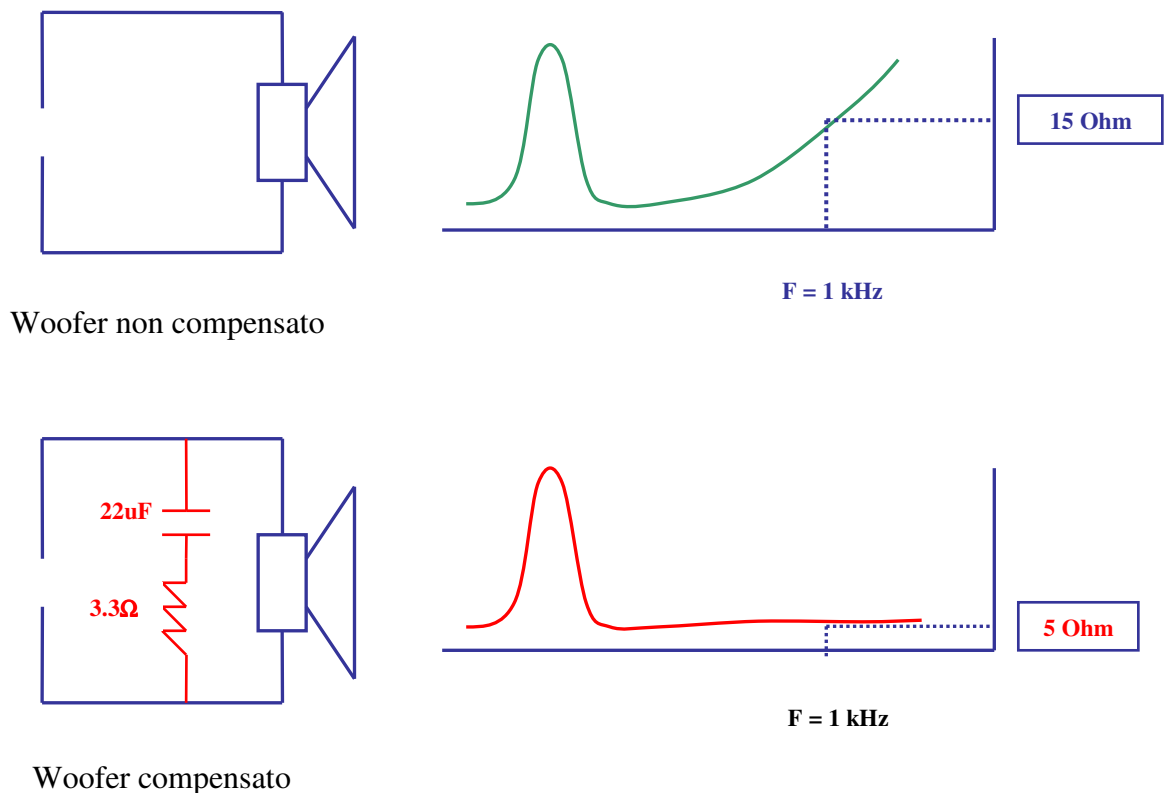 15 Ohm
F = 1 kHz
Woofer non compensato
22uF
3.3Ω
5 Ohm
F = 1 kHz
Woofer compensato